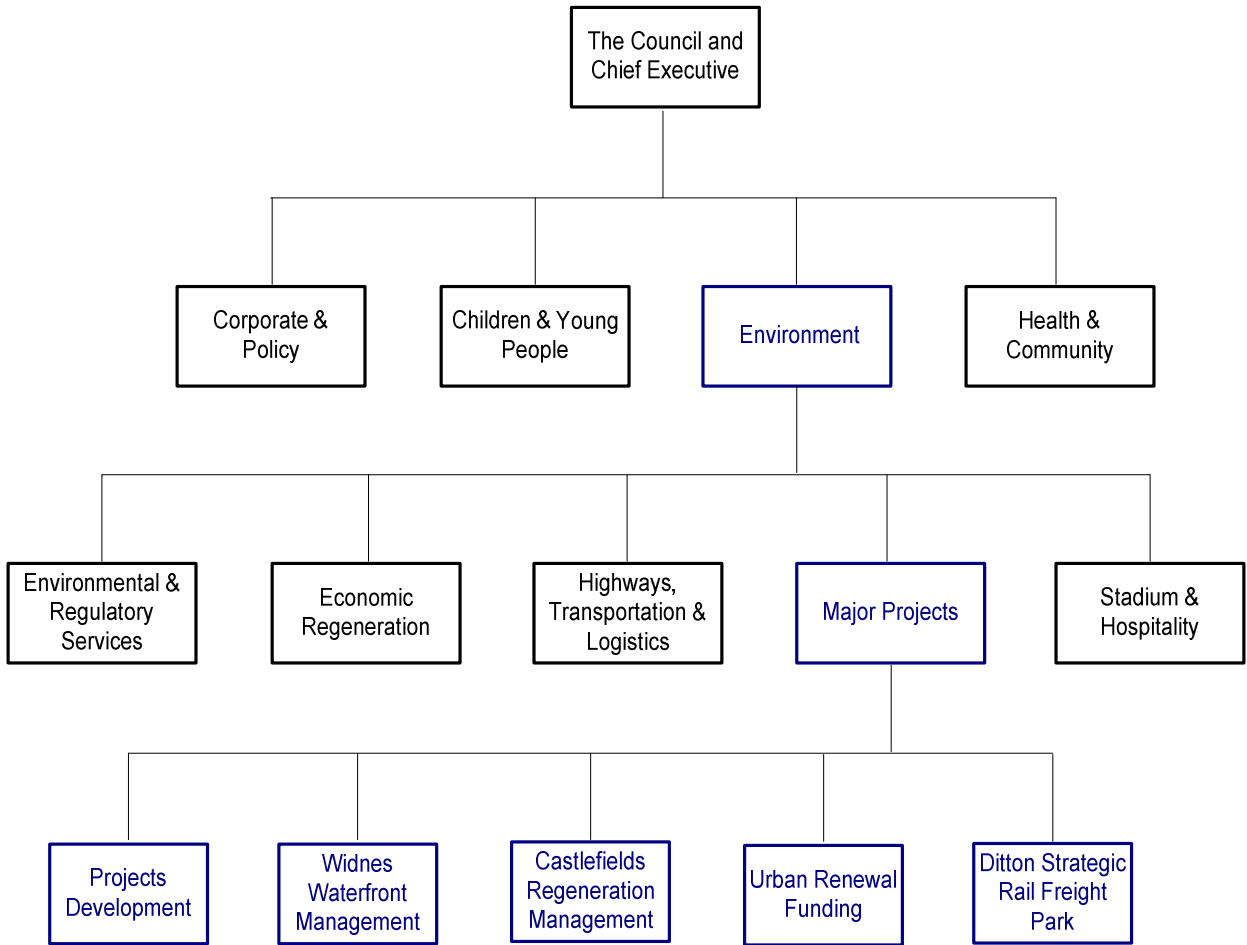 The Council and
Chief Executive
Corporate &
Policy
Children & Young
People
Environment
Health &
Community
Environmental &
Regulatory
Services
Economic
Regeneration
Highways,
Transportation &
Logistics
Major Projects
Stadium &
Hospitality
Projects
Development
Widnes
Waterfront
Management
Castlefields
Regeneration
Management
Urban Renewal
Funding
Ditton Strategic
Rail Freight
Park